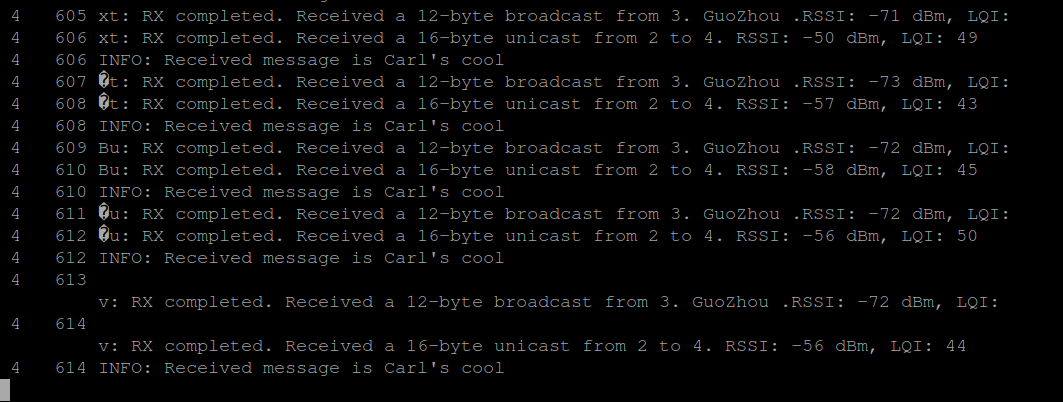 4 605 xt: RX completed. Received a 12-byte broadcast from 3. GuoZhou .RSSI: -71 dBm, LQI:
4 606 xt: RX completed. Received a 16-byte unicast from 2 to 4. RSSI: -50 dBm, LQI: 49
4 606 INFO: Received message is Carl's cool
4 607 �t: RX completed. Received a 12-byte broadcast from 3. GuoZhou .RSSI: -73 dBm, LQI:
4 608 �t: RX completed. Received a 16-byte unicast from 2 to 4. RSSI: -57 dBm, LQI: 43
4 608 INFO: Received message is Carl's cool
4 609 Bu: RX completed. Received a 12-byte broadcast from 3. GuoZhou .RSSI: -72 dBm, LQI:
4 610 Bu: RX completed. Received a 16-byte unicast from 2 to 4. RSSI: -58 dBm, LQI: 45
4 610 INFO: Received message is Carl's cool
4 611 �u: RX completed. Received a 12-byte broadcast from 3. GuoZhou .RSSI: -72 dBm, LQI:
4 612 �u: RX completed. Received a 16-byte unicast from 2 to 4. RSSI: -56 dBm, LQI: 50
4 612 INFO: Received message is Carl's cool
4 613
v: RX completed. Received a 12-byte broadcast from 3. GuoZhou .RSSI: -72 dBm, LQI:
4 614
v: RX completed. Received a 16-byte unicast from 2 to 4. RSSI: -56 dBm, LQI: 44
4 614 INFO: Received message is Carl's cool